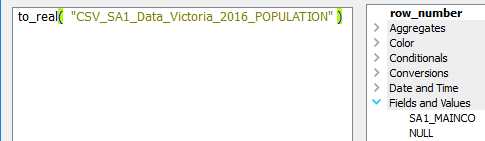 to_real( "CSV_SA1_Data_Victoria_2016_POPULATION" )
row_number
Aggregates
Color
Conditionals
Conversions
Date and Time
Fields and Values
SA1_MAINCO
NULL